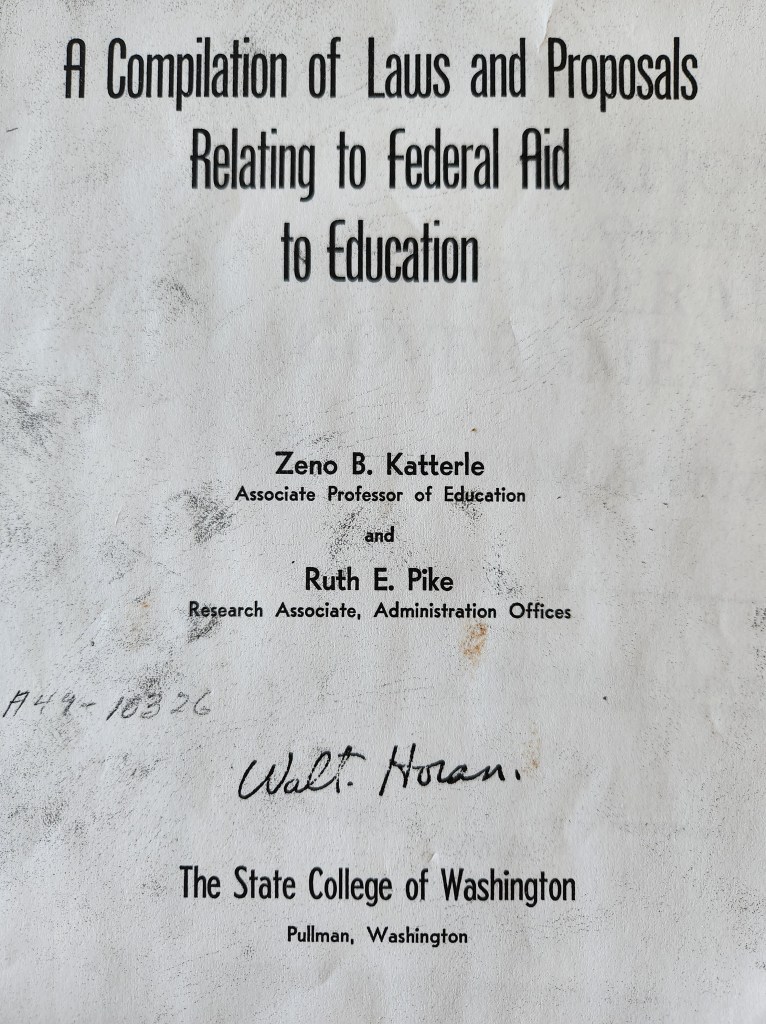 A Compilation of Laws and Proposals
Relating to Federal Aid
to Education
Zeno B. Katterle
Associate Professor of Education
and
Ruth E. Pike
Research Associate, Administration Offices
A49-10326
Walt. Horan.
The State College of Washington
Pullman, Washington